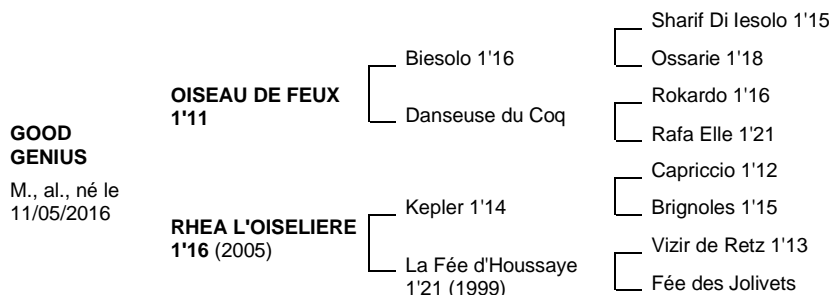 GOOD
GENIUS
M., al., né le
11/05/2016
OISEAU DE FEUX
1'11
RHEA L'OISELIERE
1'16 (2005)
Biesolo 1'16
Danseuse du Coq
Kepler 1'14
La Fée d'Houssaye
1'21 (1999)
Sharif Di Iesolo 1'15
Ossarie 1'18
Rokardo 1'16
Rafa Elle 1'21
Capriccio 1'12
Brignoles 1'15
Vizir de Retz 1'13
Fée des Jolivets